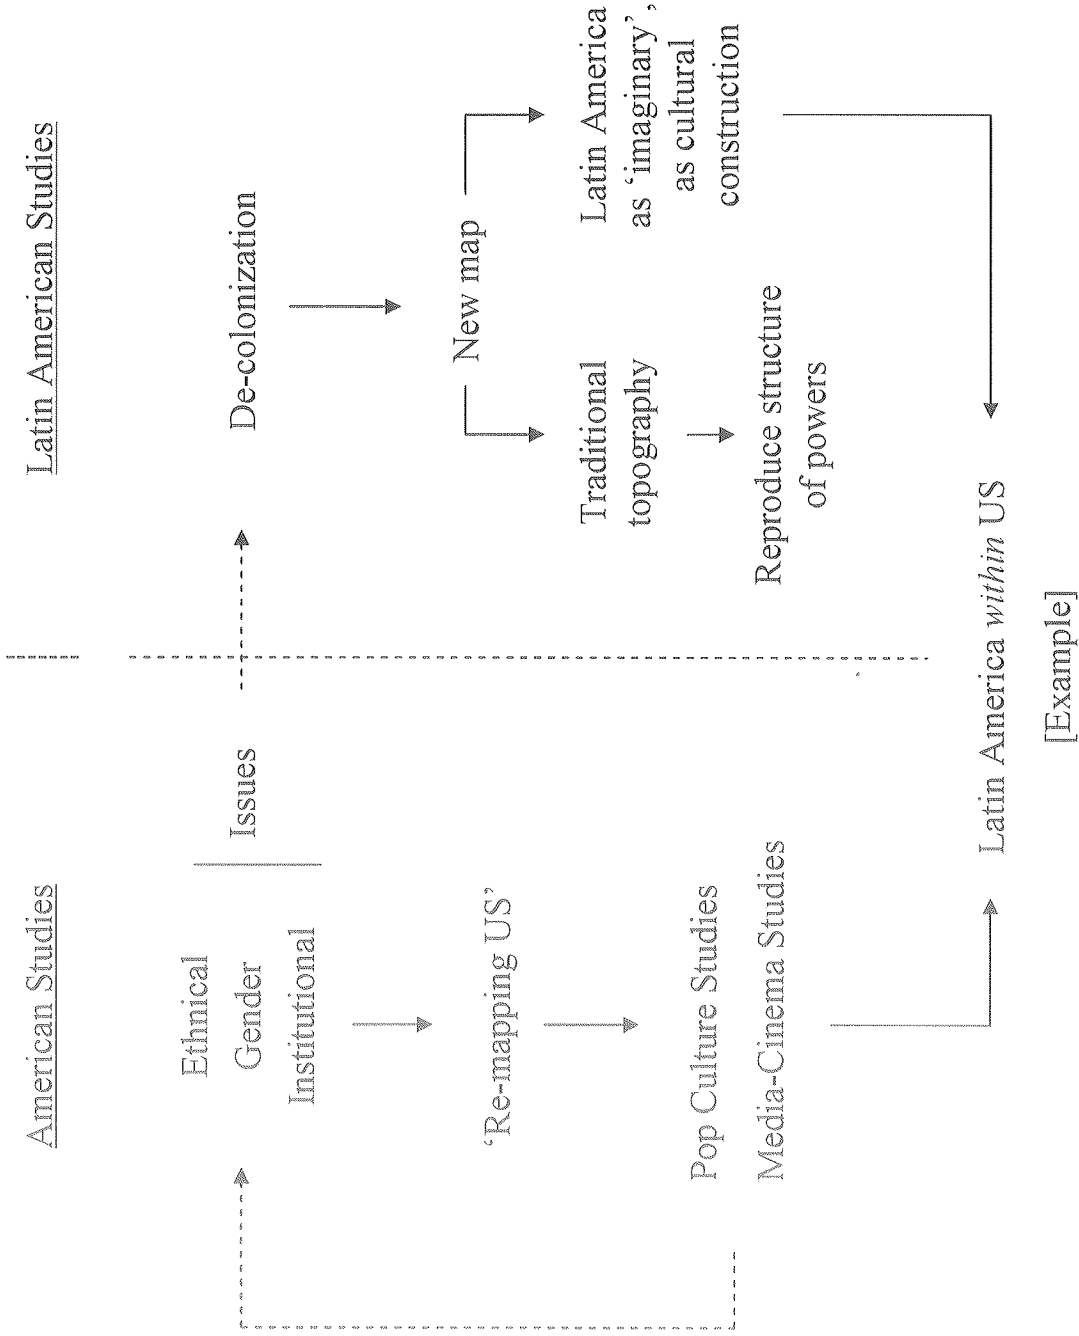 American Studies
Ethnical
Gender
Institutional
Issues
‘Re-mapping US’
Pop Culture Studies
Media-Cinema Studies
Latin American Studies
De-colonization
New map
Traditional
topography
Reproduce structure
of powers
Latin America
as ‘imaginary’,
as cultural
construction
Latin America within US
[Example]